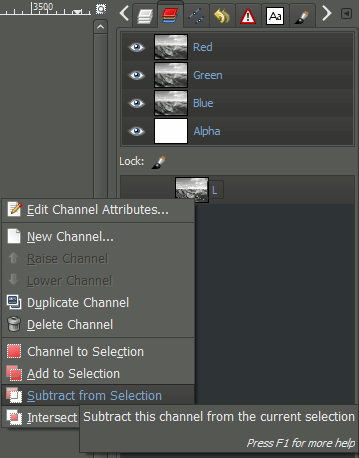 3500
Aa
Red
Green
Blue
Alpha
Lock:
L
Edit Channel Attributes...
New Channel...
Raise Channel
Lower Channel
Duplicate Channel
Delete Channel
Channel to Selection
Add to Selection
Subtract from Selection
Intersect
Subtract this channel from the current selection
Press F1 for more help